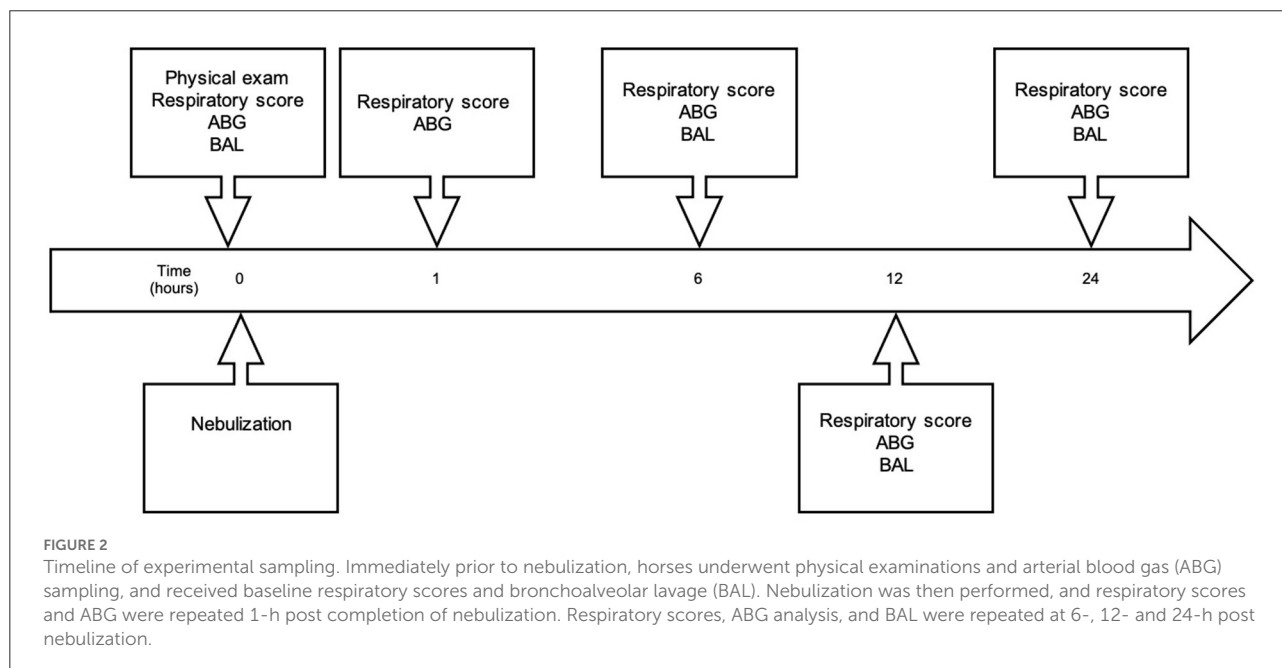 Physical exam
Respiratory score
ABG
BAL
Respiratory score
ABG
Respiratory score
ABG
BAL
Respiratory score
ABG
BAL
Time
(hours)
0
1
6
12
24
Nebulization
Respiratory score
ABG
BAL
FIGURE 2
Timeline of experimental sampling. Immediately prior to nebulization, horses underwent physical examinations and arterial blood gas (ABG)
sampling, and received baseline respiratory scores and bronchoalveolar lavage (BAL). Nebulization was then performed, and respiratory scores
and ABG were repeated 1-h post completion of nebulization. Respiratory scores, ABG analysis, and BAL were repeated at 6-, 12- and 24-h post
nebulization.